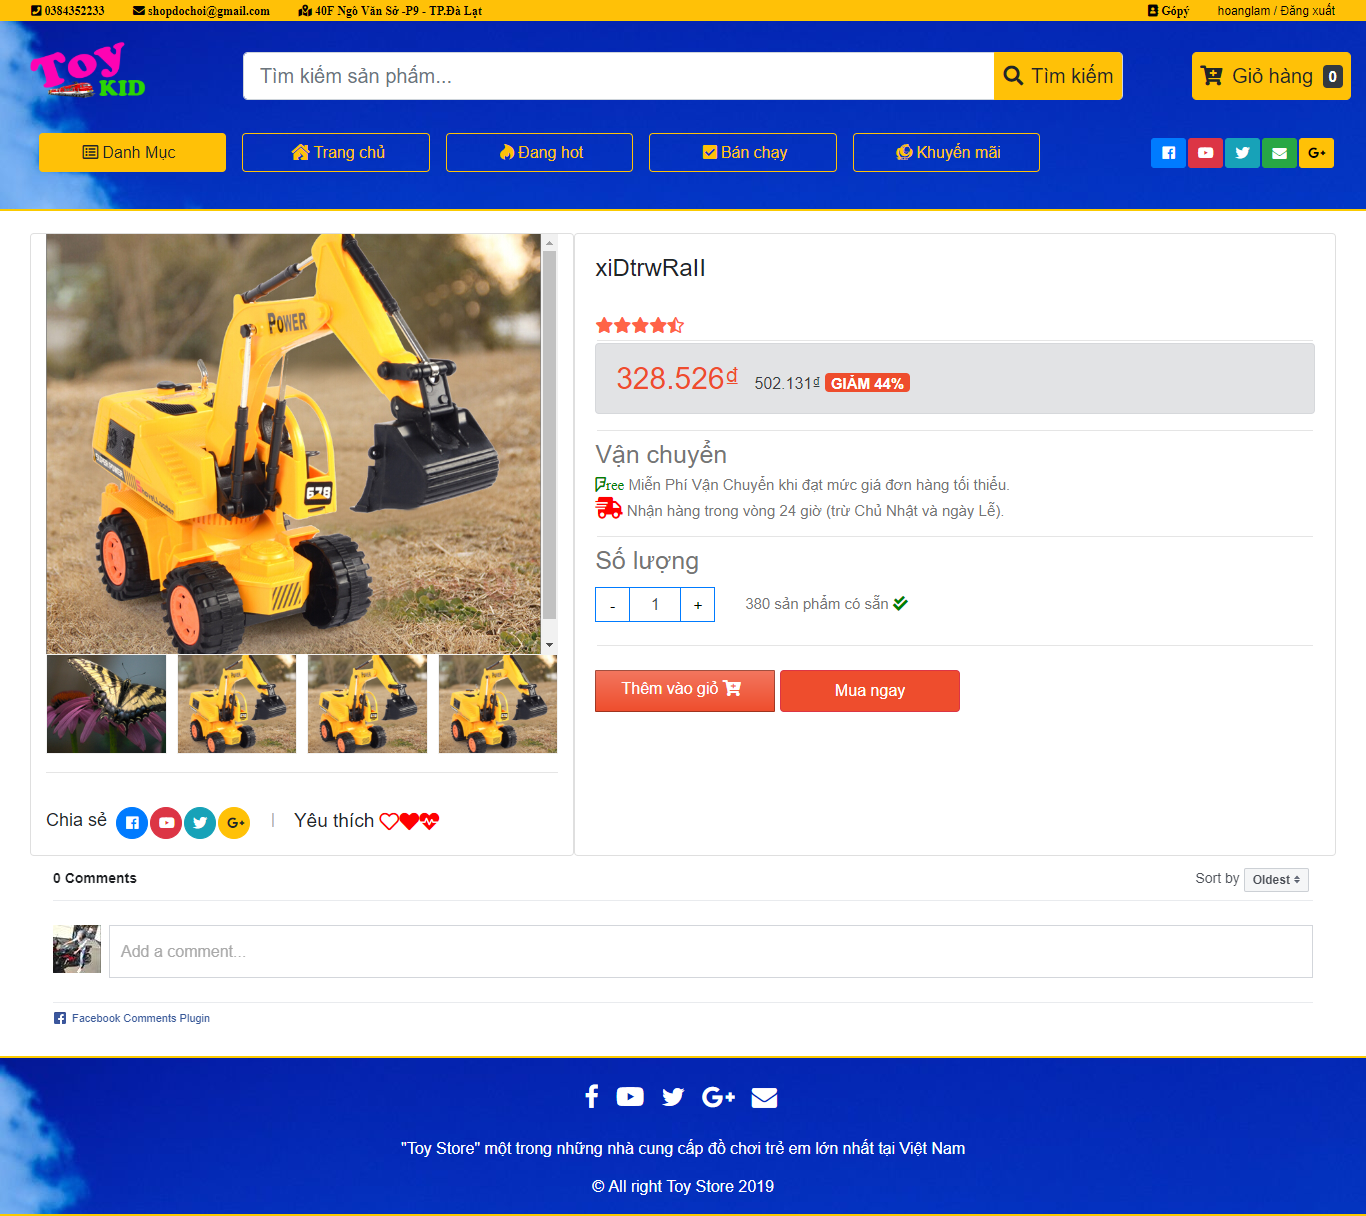 0384352233 shopdochoi@gmail.com 40F Ngô Văn Sở -P9 - TP.Đà Lạt Gópý hoanglam / Đăng xuất
Toy KID
Tìm kiếm sản phẩm... Tìm kiếm Giỏ hàng 0
Danh Mục Trang chủ Đang hot Bán chạy Khuyến mãi
xiDtrwRaII
328.526₫ 502.131₫ GIẢM 44%
Vận chuyển
Free Miễn Phí Vận Chuyển khi đạt mức giá đơn hàng tối thiểu.
Nhận hàng trong vòng 24 giờ (trừ Chủ Nhật và ngày Lễ).
Số lượng
- 1 + 380 sản phẩm có sẵn
Thêm vào giỏ Mua ngay
POWER
SUPER POWER
678
Chia sẻ G+ | Yêu thích
0 Comments Sort by Oldest
Add a comment...
Facebook Comments Plugin
"Toy Store" một trong những nhà cung cấp đồ chơi trẻ em lớn nhất tại Việt Nam
© All right Toy Store 2019